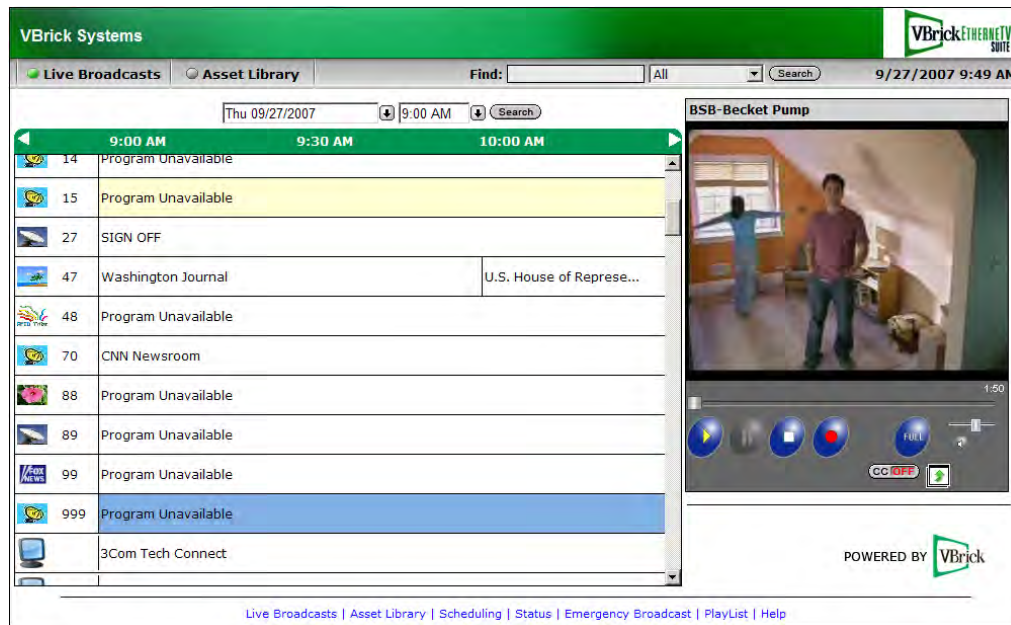 VBrick Systems
VBrick ETHERNETV
SUITE
Live Broadcasts
Asset Library
Find:
All
Search
9/27/2007 9:49 AM
Thu 09/27/2007
9:00 AM
Search
BSB-Becket Pump
9:00 AM 9:30 AM 10:00 AM
14 Program Unavailable
15 Program Unavailable
27 SIGN OFF
47 Washington Journal U.S. House of Represe...
48 Program Unavailable
70 CNN Newsroom
88 Program Unavailable
89 Program Unavailable
FOX
NEWS
99 Program Unavailable
999 Program Unavailable
3Com Tech Connect
1:50
FULL
CC OFF
POWERED BY VBrick
Live Broadcasts | Asset Library | Scheduling | Status | Emergency Broadcast | PlayList | Help